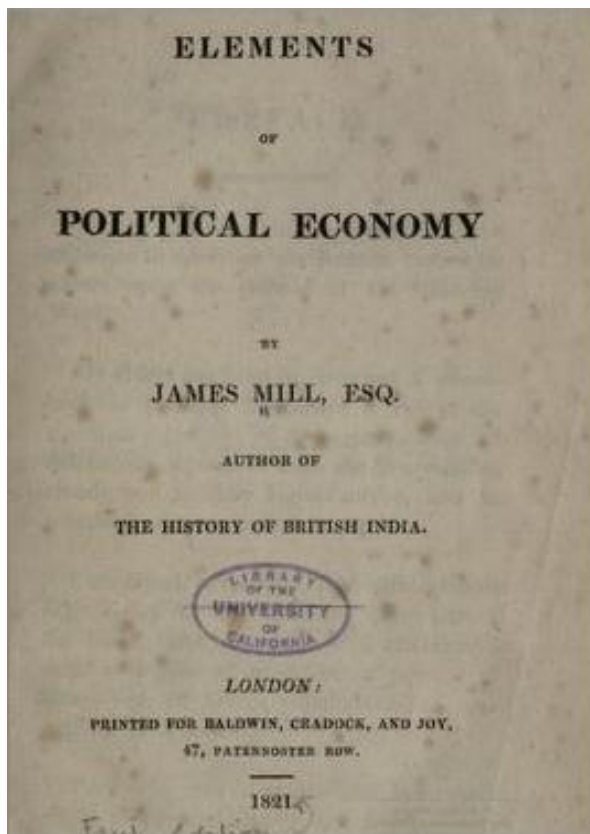 ELEMENTS
OF
POLITICAL ECONOMY
BY
JAMES MILL, ESQ.
AUTHOR OF
THE HISTORY OF BRITISH INDIA.
LIBRARY
OF THE
UNIVERSITY
OF
CALIFORNIA
LONDON:
PRINTED FOR BALDWIN, CRADOCK, AND JOY,
47, PATERNOSTER ROW.
1821